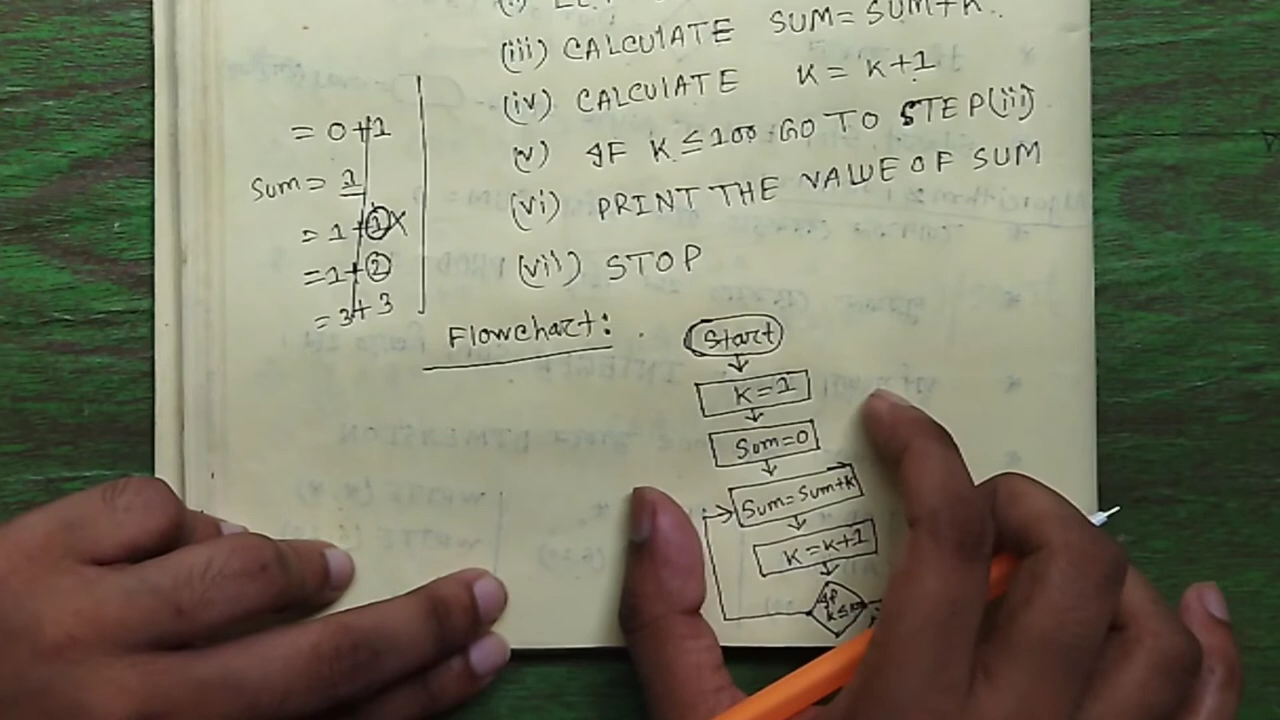 (iii) CALCULATE SUM = SUM+K.
(iv) CALCULATE K = K+1
(v) IF K ≤ 100 GO TO STEP(iii)
(vi) PRINT THE VALUE OF SUM
(vii) STOP
= 0+1
Sum = 1
= 1+1
= 1+2
= 3+3
Flowchart:
Start
K=1
Sum=0
Sum=Sum+K
K=K+1
If